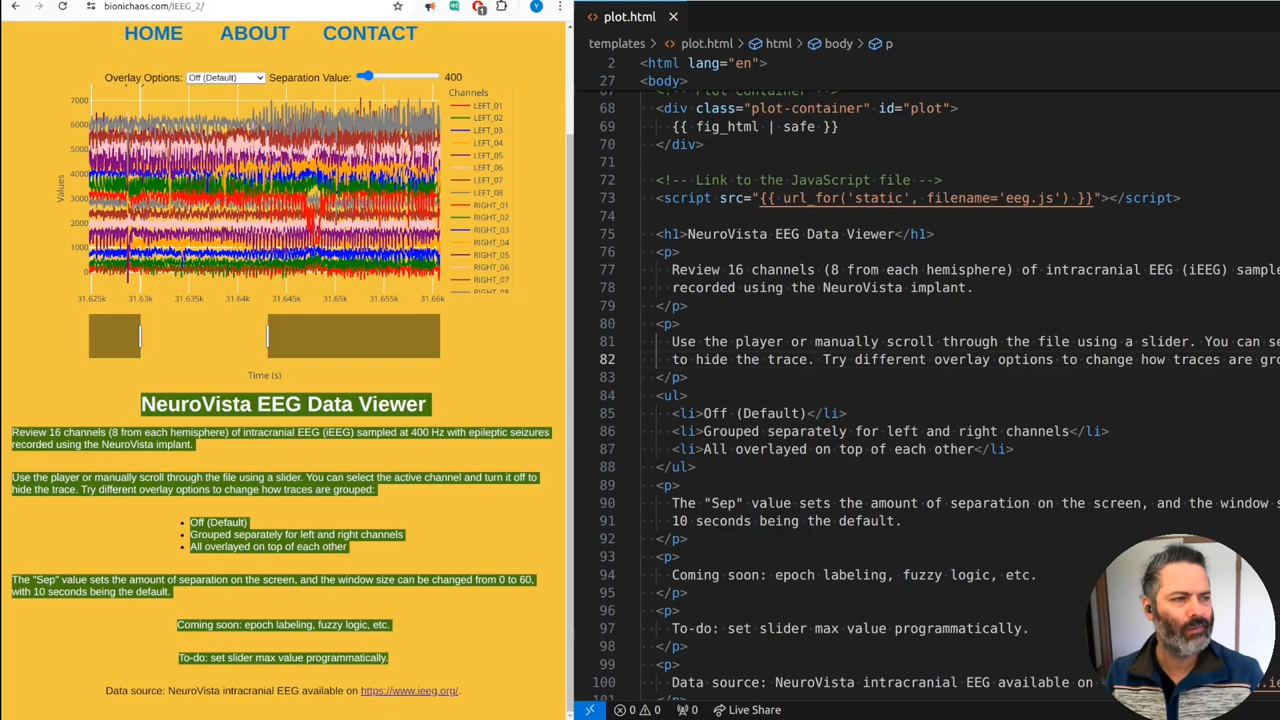 bionichaos.com/IEEG_2/
1
Y
HOME ABOUT CONTACT
Overlay Options: Off (Default) Separation Value: 400
Channels
7000
6000
5000
4000
3000
2000
1000
0
Values
LEFT_01
LEFT_02
LEFT_03
LEFT_04
LEFT_05
LEFT_06
LEFT_07
LEFT_08
RIGHT_01
RIGHT_02
RIGHT_03
RIGHT_04
RIGHT_05
RIGHT_06
RIGHT_07
RIGHT_08
31.625k 31.63k 31.635k 31.64k 31.645k 31.65k 31.655k 31.66k
Time (s)
NeuroVista EEG Data Viewer
Review 16 channels (8 from each hemisphere) of intracranial EEG (iEEG) sampled at 400 Hz with epileptic seizures
recorded using the NeuroVista implant.
Use the player or manually scroll through the file using a slider. You can select the active channel and turn it off to
hide the trace. Try different overlay options to change how traces are grouped:
• Off (Default)
• Grouped separately for left and right channels
• All overlayed on top of each other
The "Sep" value sets the amount of separation on the screen, and the window size can be changed from 0 to 60,
with 10 seconds being the default.
Coming soon: epoch labeling, fuzzy logic, etc.
To-do: set slider max value programmatically.
Data source: NeuroVista intracranial EEG available on https://www.ieeg.org/.
plot.html
templates > plot.html > html > body > p
2 <html lang="en">
27 <body>
68 <div class="plot-container" id="plot">
69 {{ fig_html | safe }}
70 </div>
71
72 <!-- Link to the JavaScript file -->
73 <script src="{{ url_for('static', filename='eeg.js') }}"></script>
74
75 <h1>NeuroVista EEG Data Viewer</h1>
76 <p>
77 Review 16 channels (8 from each hemisphere) of intracranial EEG (iEEG) sample
78 recorded using the NeuroVista implant.
79 </p>
80 <p>
81 Use the player or manually scroll through the file using a slider. You can se
82 to hide the trace. Try different overlay options to change how traces are gro
83 </p>
84 <ul>
85 <li>Off (Default)</li>
86 <li>Grouped separately for left and right channels</li>
87 <li>All overlayed on top of each other</li>
88 </ul>
89 <p>
90 The "Sep" value sets the amount of separation on the screen, and the window s
91 10 seconds being the default.
92 </p>
93 <p>
94 Coming soon: epoch labeling, fuzzy logic, etc.
95 </p>
96 <p>
97 To-do: set slider max value programmatically.
98 </p>
99 <p>
100 Data source: NeuroVista intracranial EEG available on
0 0 0 Live Share